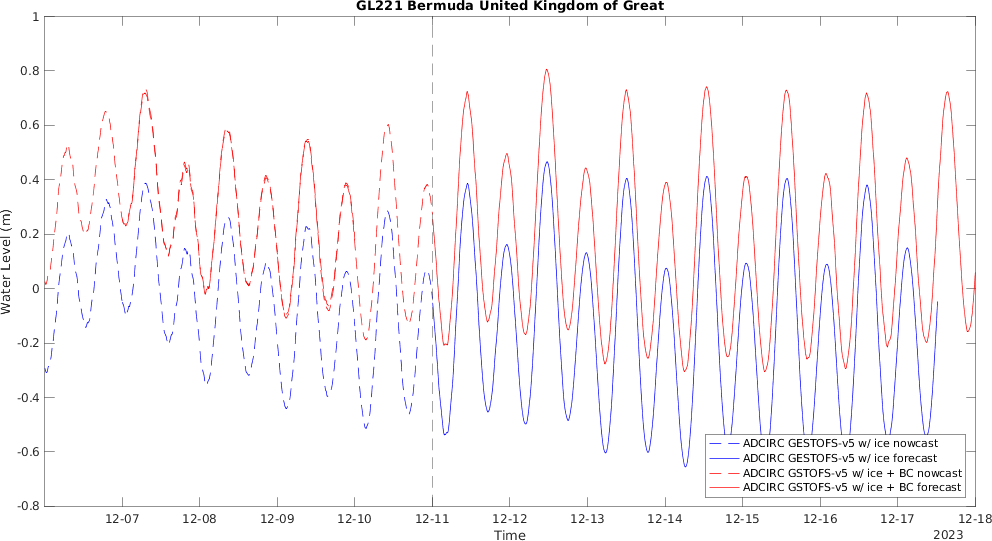 GL221 Bermuda United Kingdom of Great
1
0.8
0.6
0.4
0.2
0
-0.2
-0.4
-0.6
-0.8
Water Level (m)
ADCIRC GESTOFS-v5 w/ ice nowcast
ADCIRC GESTOFS-v5 w/ ice forecast
ADCIRC GSTOFS-v5 w/ ice + BC nowcast
ADCIRC GSTOFS-v5 w/ ice + BC forecast
12-07 12-08 12-09 12-10 12-11 12-12 12-13 12-14 12-15 12-16 12-17 12-18
Time
2023